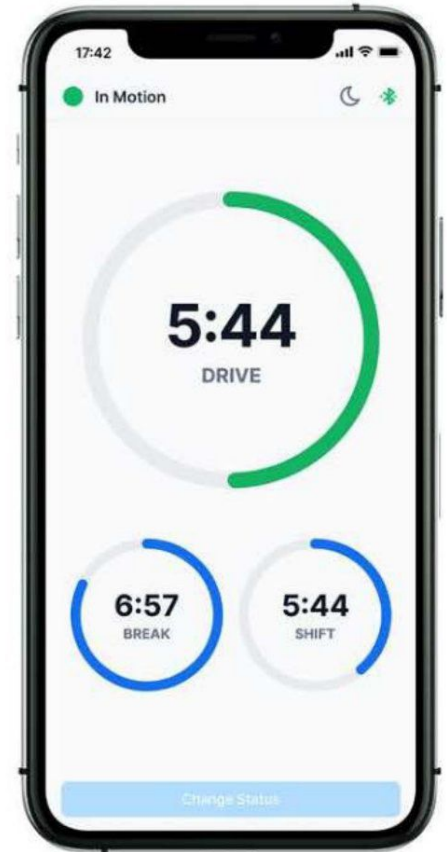 17:42
In Motion
5:44
DRIVE
6:57
BREAK
5:44
SHIFT
Change Status